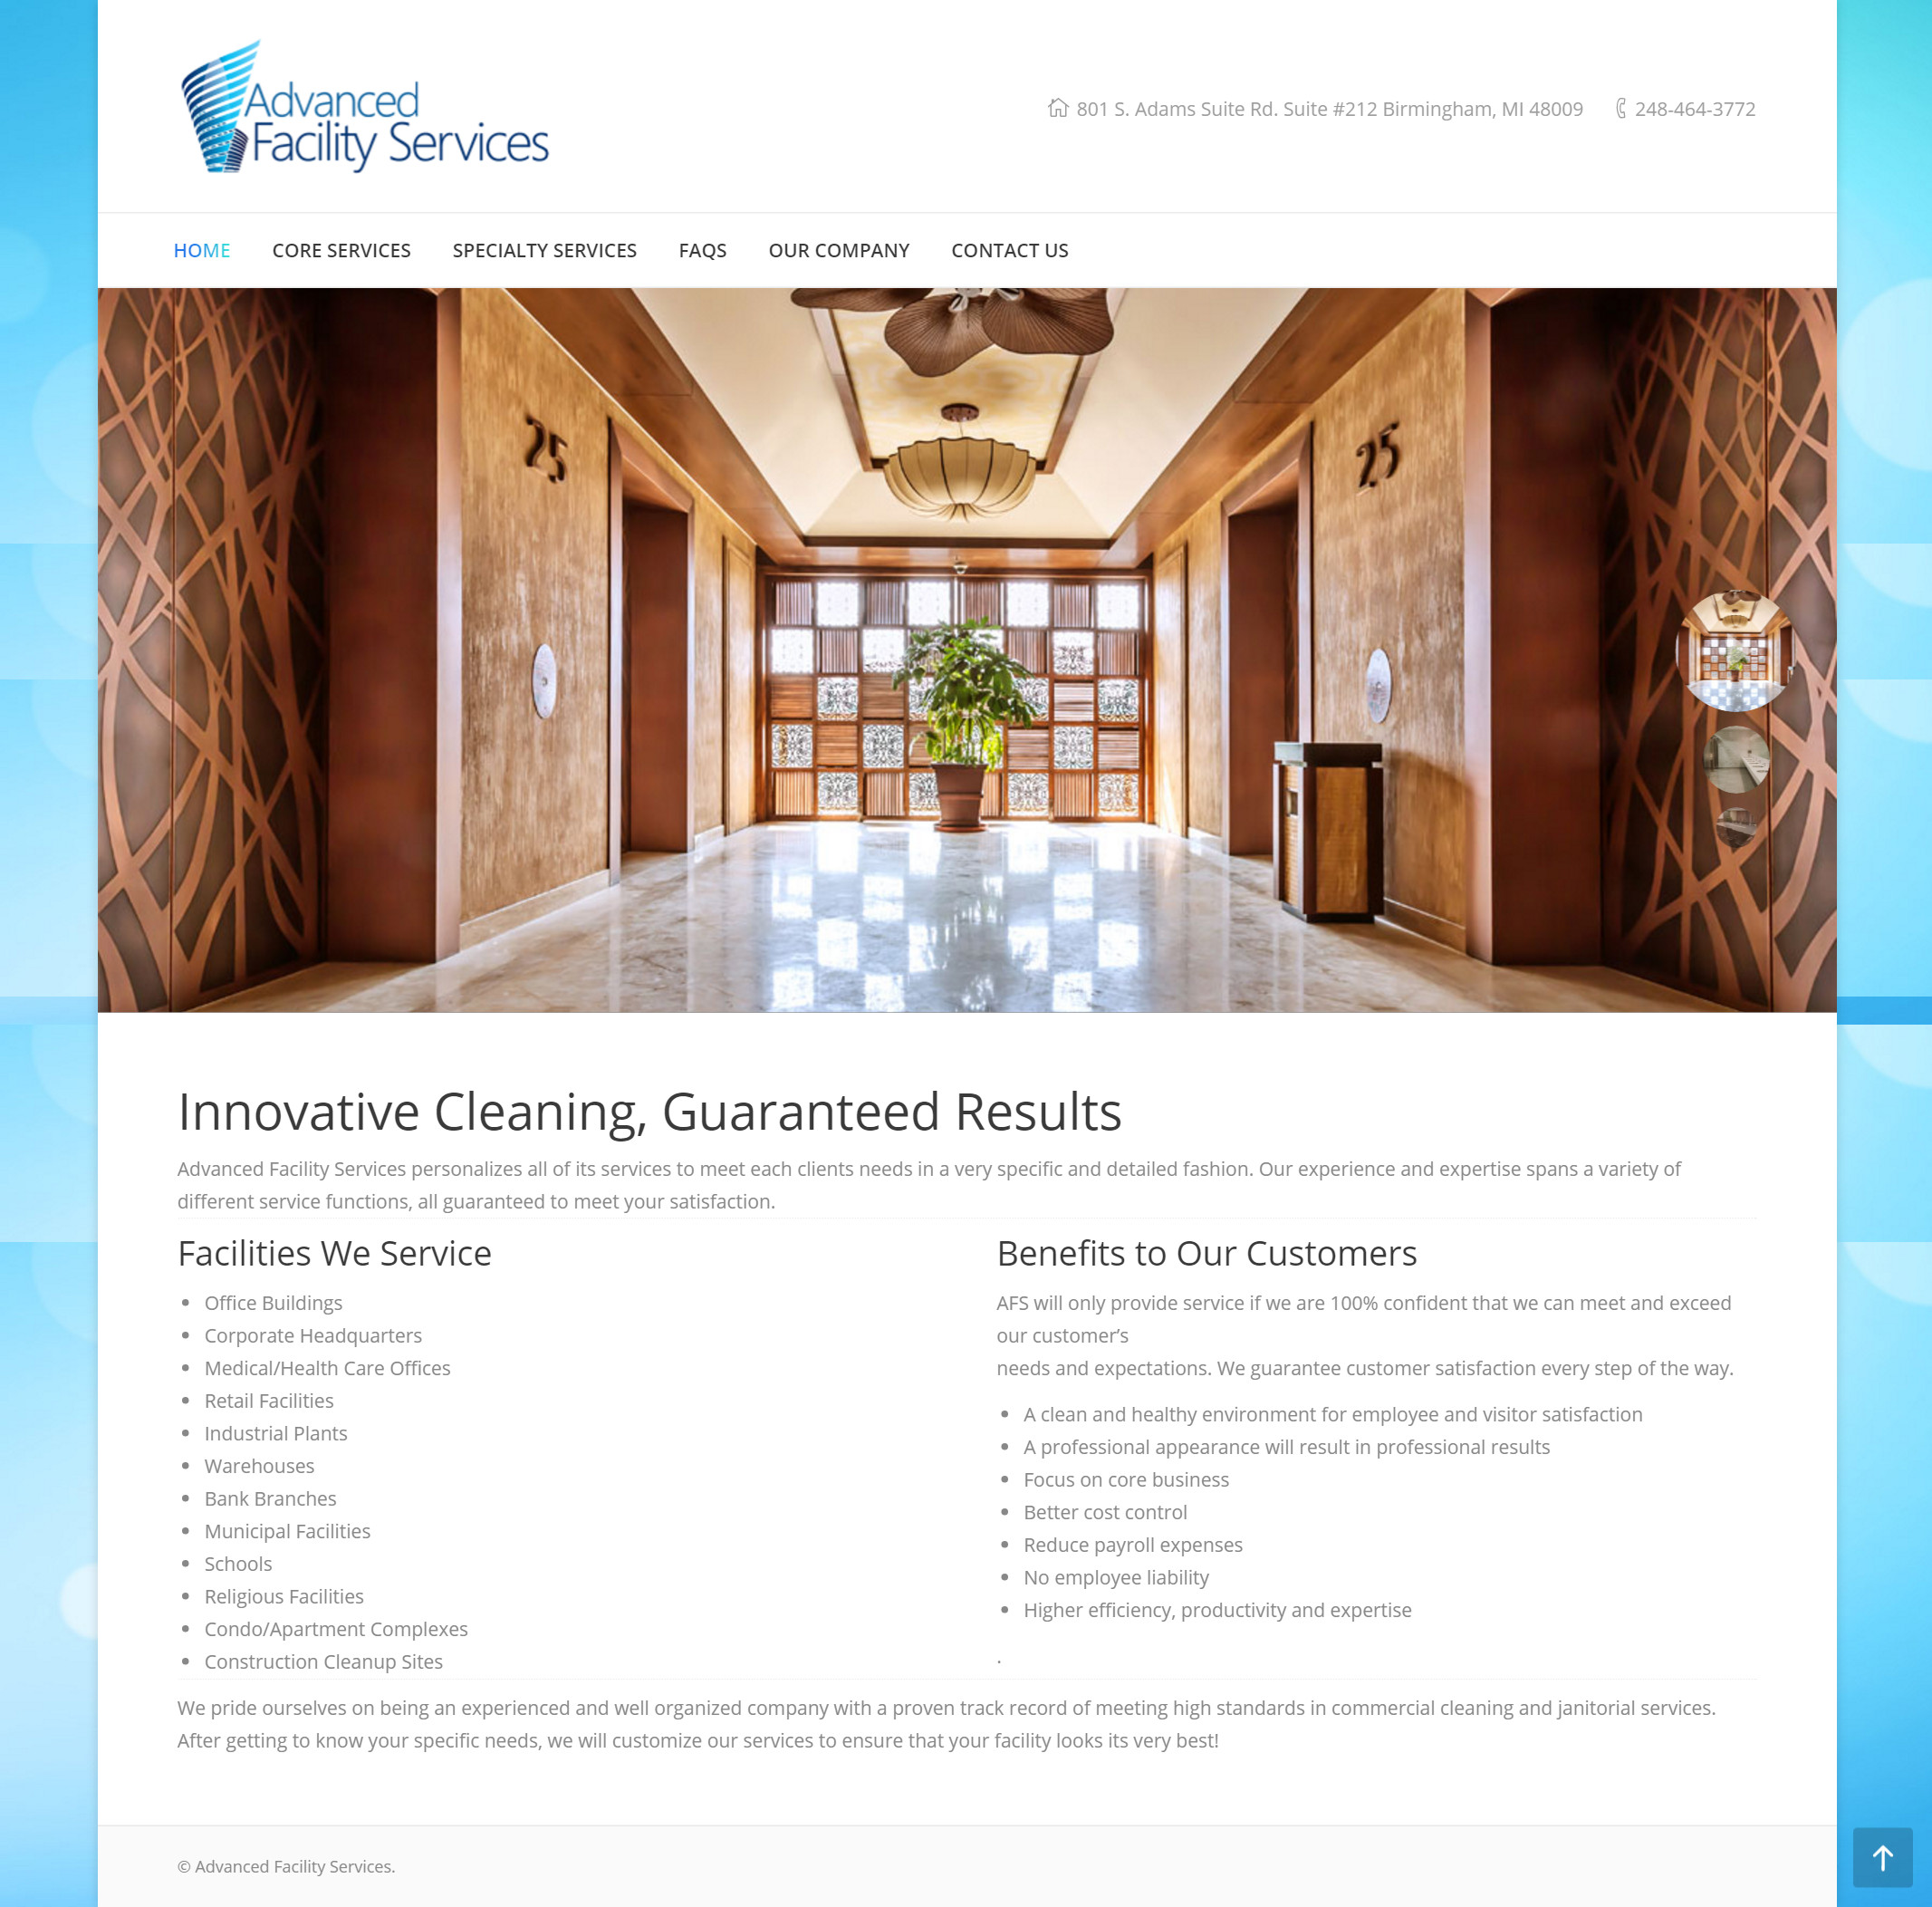 Advanced
Facility Services
801 S. Adams Suite Rd. Suite #212 Birmingham, MI 48009 248-464-3772
HOME CORE SERVICES SPECIALTY SERVICES FAQS OUR COMPANY CONTACT US
25 25
Innovative Cleaning, Guaranteed Results
Advanced Facility Services personalizes all of its services to meet each clients needs in a very specific and detailed fashion. Our experience and expertise spans a variety of
different service functions, all guaranteed to meet your satisfaction.
Facilities We Service
• Office Buildings
• Corporate Headquarters
• Medical/Health Care Offices
• Retail Facilities
• Industrial Plants
• Warehouses
• Bank Branches
• Municipal Facilities
• Schools
• Religious Facilities
• Condo/Apartment Complexes
• Construction Cleanup Sites
Benefits to Our Customers
AFS will only provide service if we are 100% confident that we can meet and exceed
our customer’s
needs and expectations. We guarantee customer satisfaction every step of the way.
• A clean and healthy environment for employee and visitor satisfaction
• A professional appearance will result in professional results
• Focus on core business
• Better cost control
• Reduce payroll expenses
• No employee liability
• Higher efficiency, productivity and expertise
.
We pride ourselves on being an experienced and well organized company with a proven track record of meeting high standards in commercial cleaning and janitorial services.
After getting to know your specific needs, we will customize our services to ensure that your facility looks its very best!
© Advanced Facility Services.